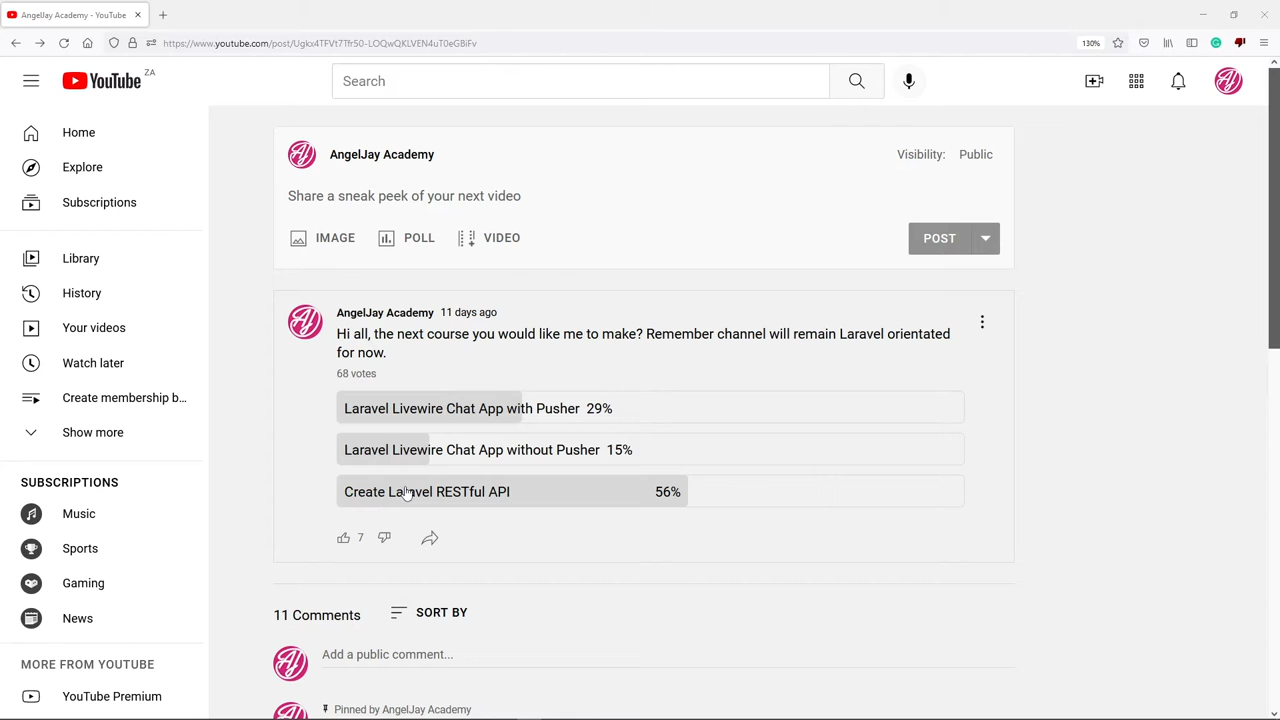 AngelJay Academy - YouTube
https://www.youtube.com/post/Ugkx4TFVt7Tfr50-LOQwQKLVEN4uT0eGBiFv
130%
YouTube ZA
Search
Home
Explore
Subscriptions
Library
History
Your videos
Watch later
Create membership b...
Show more
SUBSCRIPTIONS
Music
Sports
Gaming
News
MORE FROM YOUTUBE
YouTube Premium
AngelJay Academy
Visibility: Public
Share a sneak peek of your next video
IMAGE POLL VIDEO
POST
AngelJay Academy 11 days ago
Hi all, the next course you would like me to make? Remember channel will remain Laravel orientated
for now.
68 votes
Laravel Livewire Chat App with Pusher 29%
Laravel Livewire Chat App without Pusher 15%
Create Laravel RESTful API 56%
7
11 Comments SORT BY
Add a public comment...
Pinned by AngelJay Academy